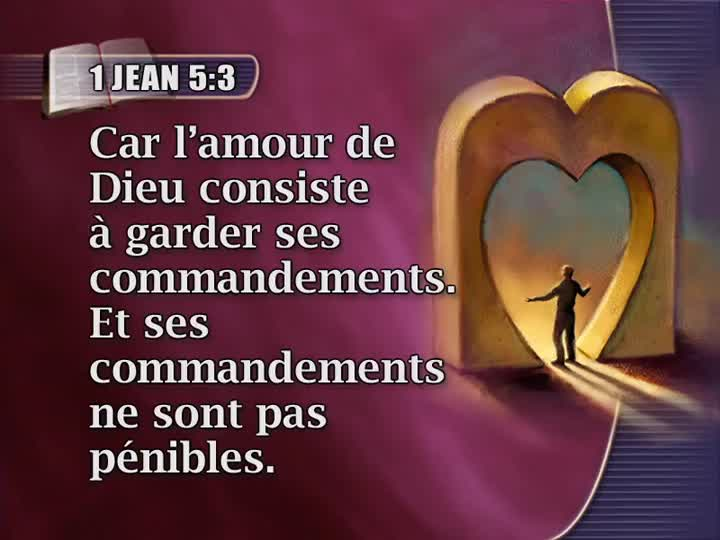 1 JEAN 5:3
Car l’amour de
Dieu consiste
à garder ses
commandements.
Et ses
commandements
ne sont pas
pénibles.